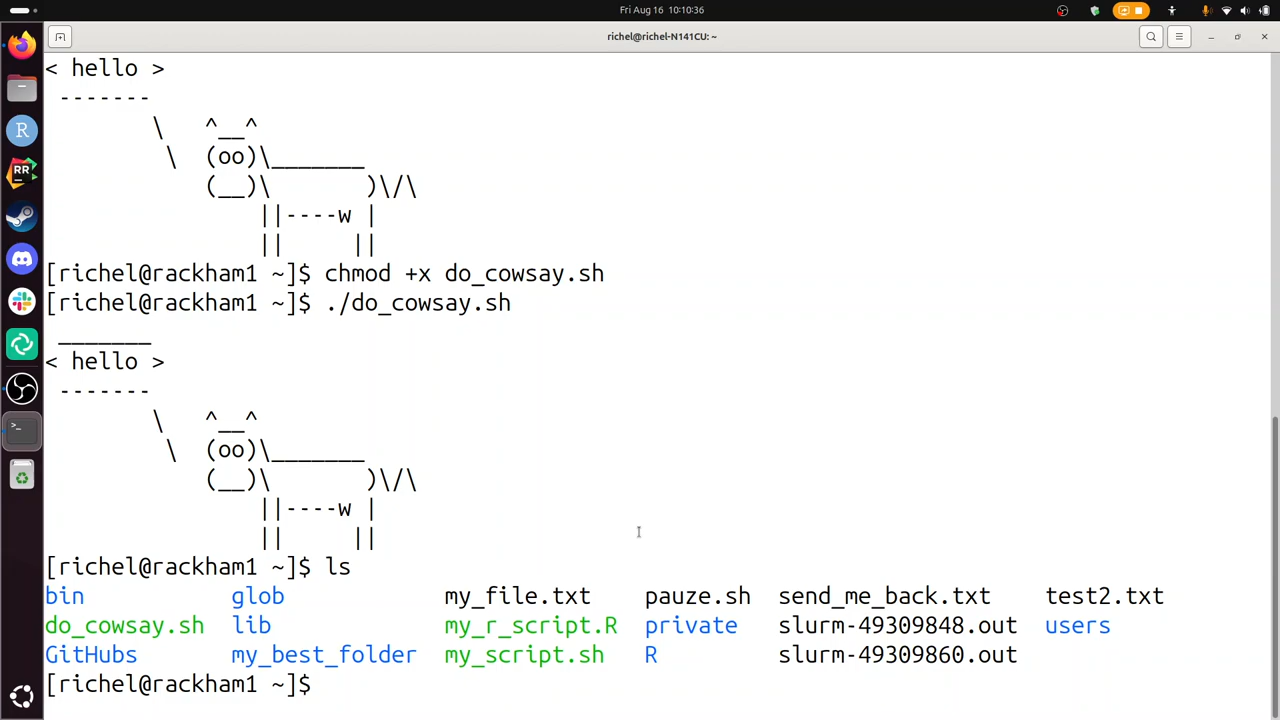 Fri Aug 16 10:10:36
richel@richel-N141CU: ~
< hello >
 -------
        \   ^__^
         \  (oo)\_______
            (__)\       )\/\
                ||----w |
                ||     ||
[richel@rackham1 ~]$ chmod +x do_cowsay.sh
[richel@rackham1 ~]$ ./do_cowsay.sh
 _______
< hello >
 -------
        \   ^__^
         \  (oo)\_______
            (__)\       )\/\
                ||----w |
                ||     ||
[richel@rackham1 ~]$ ls
bin glob my_file.txt pauze.sh send_me_back.txt test2.txt
do_cowsay.sh lib my_r_script.R private slurm-49309848.out users
GitHubs my_best_folder my_script.sh R slurm-49309860.out
[richel@rackham1 ~]$
R
RR
>_